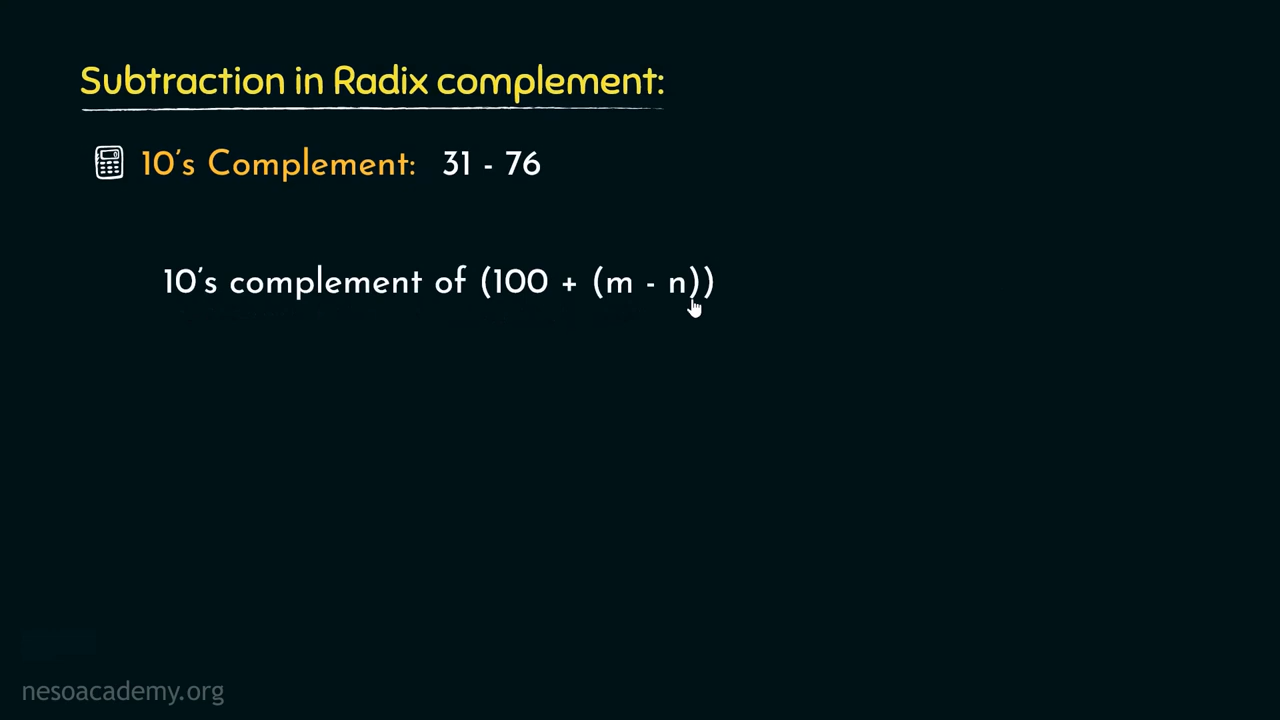 Subtraction in Radix complement:
10's Complement: 31 - 76
10's complement of (100 + (m - n))
nesoacademy.org